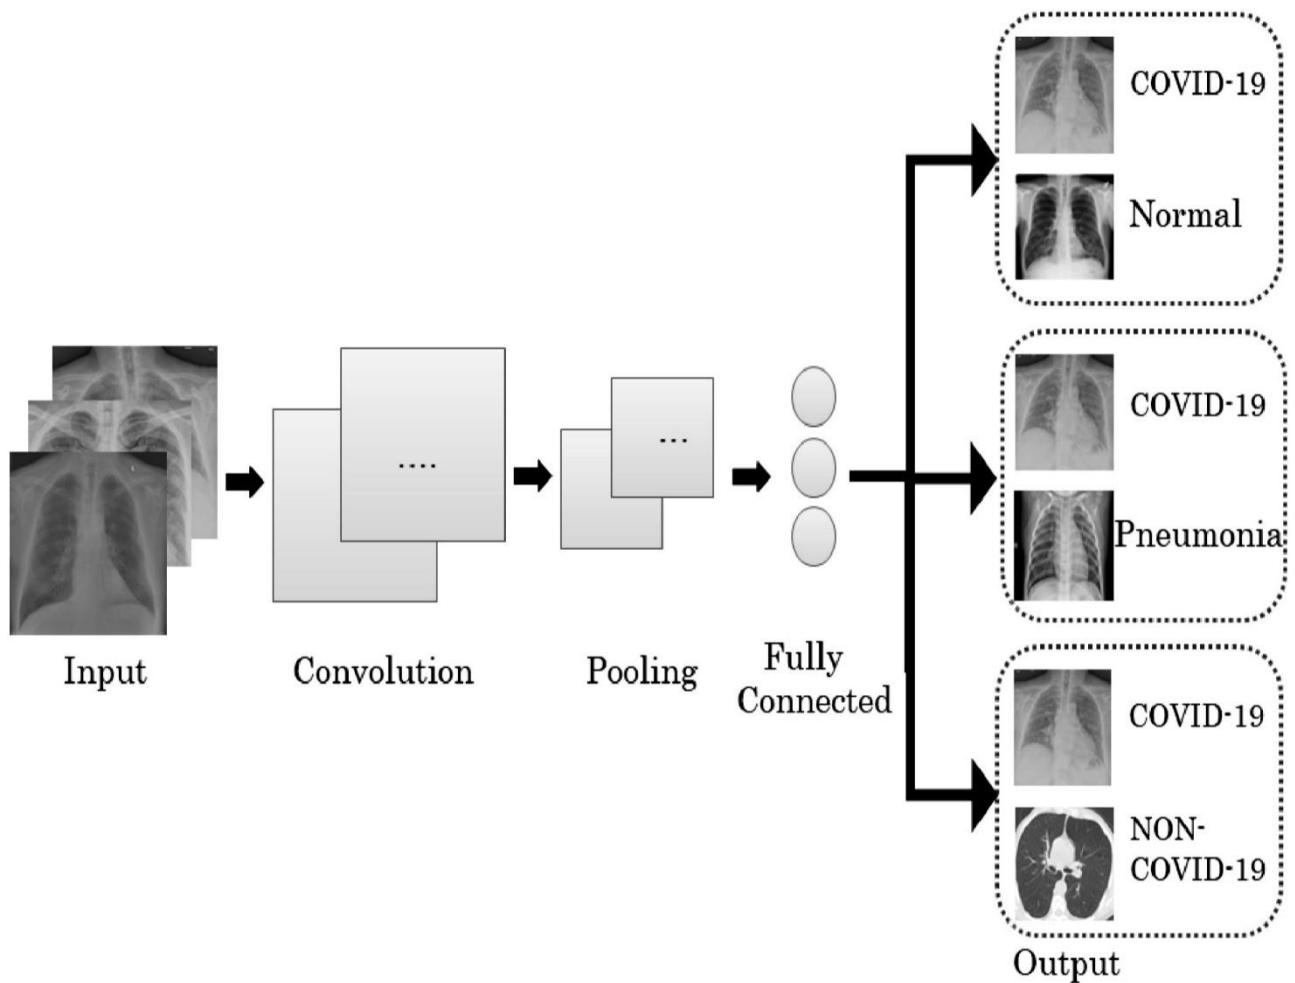 COVID-19
Normal
COVID-19
Pneumonia
COVID-19
NON-
COVID-19
Input
Convolution
Pooling
Fully
Connected
Output